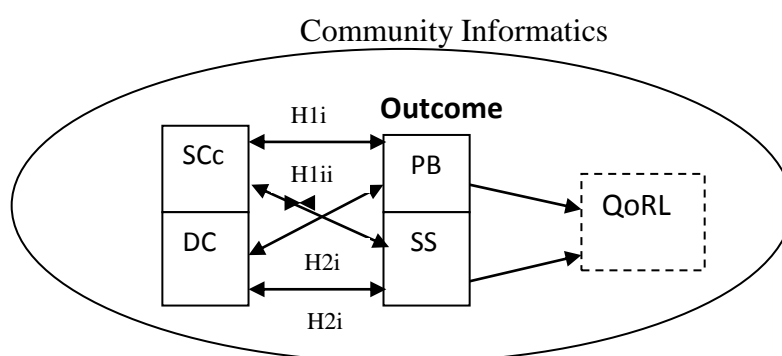 Community Informatics
H1i
Outcome
SCc
PB
H1ii
QoRL
DC
SS
H2i
H2i